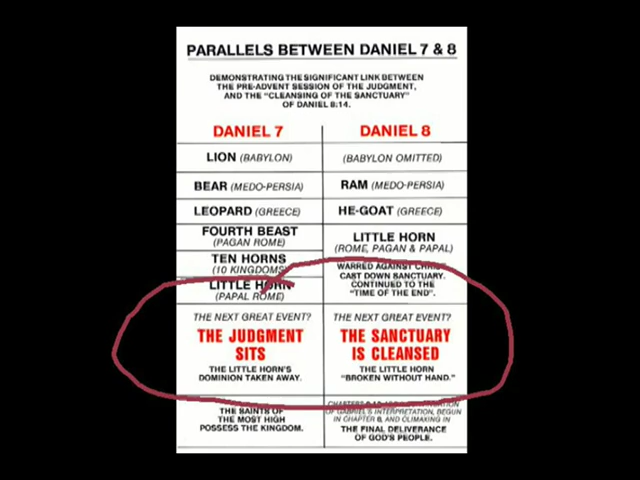 PARALLELS BETWEEN DANIEL 7 & 8
DEMONSTRATING THE SIGNIFICANT LINK BETWEEN
THE PRE-ADVENT SESSION OF THE JUDGMENT,
AND THE "CLEANSING OF THE SANCTUARY"
OF DANIEL 8:14.
DANIEL 7
LION (BABYLON)
BEAR (MEDO-PERSIA)
LEOPARD (GREECE)
FOURTH BEAST
(PAGAN ROME)
TEN HORNS
(10 KINGDOMS)
LITTLE HORN
(PAPAL ROME)
THE NEXT GREAT EVENT?
THE JUDGMENT
SITS
THE LITTLE HORN'S
DOMINION TAKEN AWAY.
THE SAINTS OF
THE MOST HIGH
POSSESS THE KINGDOM.
DANIEL 8
(BABYLON OMITTED)
RAM (MEDO-PERSIA)
HE-GOAT (GREECE)
LITTLE HORN
(ROME, PAGAN & PAPAL)
WARRED AGAINST CHRIST
CAST DOWN SANCTUARY.
CONTINUED TO THE
"TIME OF THE END".
THE NEXT GREAT EVENT?
THE SANCTUARY
IS CLEANSED
THE LITTLE HORN
"BROKEN WITHOUT HAND."
CHAPTERS
OF GABRIEL'S INTERPRETATION, BEGUN
IN CHAPTER 8, AND CLIMAXING IN
THE FINAL DELIVERANCE
OF GOD'S PEOPLE.